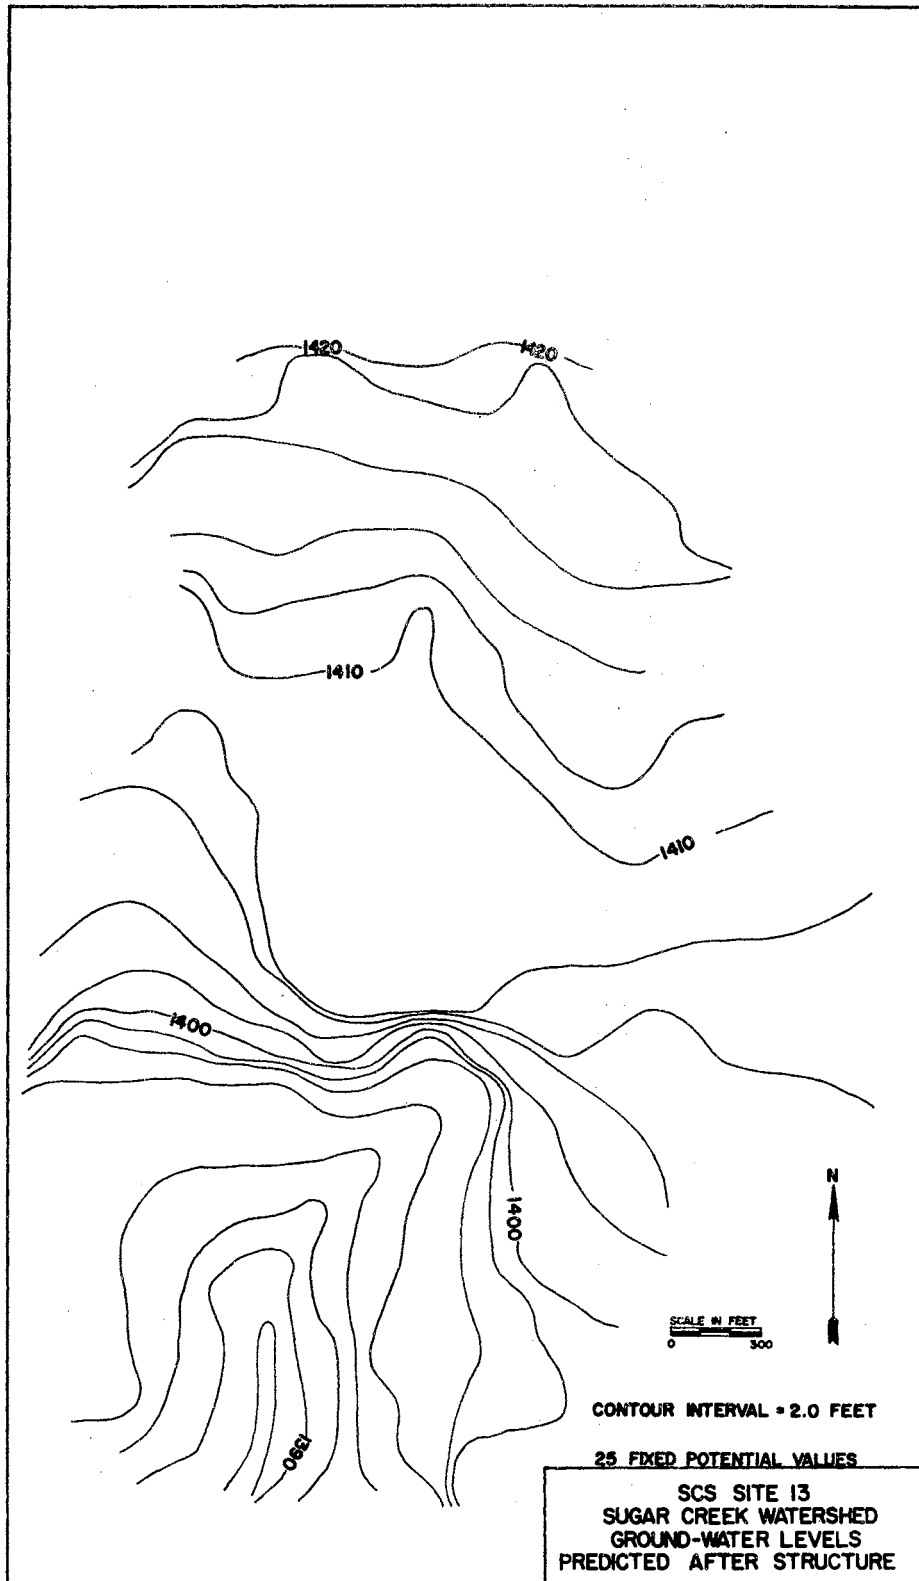 1420
1420
1410
1410
1400
1400
N
SCALE IN FEET
0 300
1390
CONTOUR INTERVAL = 2.0 FEET
25 FIXED POTENTIAL VALUES
SCS SITE 13
SUGAR CREEK WATERSHED
GROUND-WATER LEVELS
PREDICTED AFTER STRUCTURE